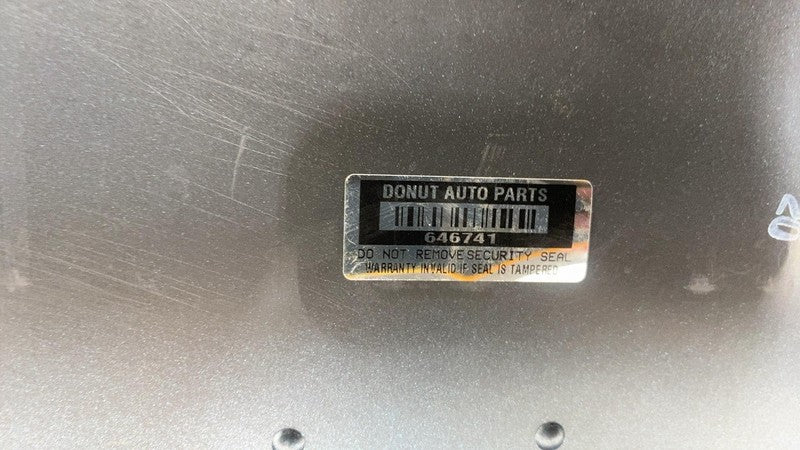 DONUT AUTO PARTS
646741
DO NOT REMOVE SECURITY SEAL
WARRANTY INVALID IF SEAL IS TAMPERED